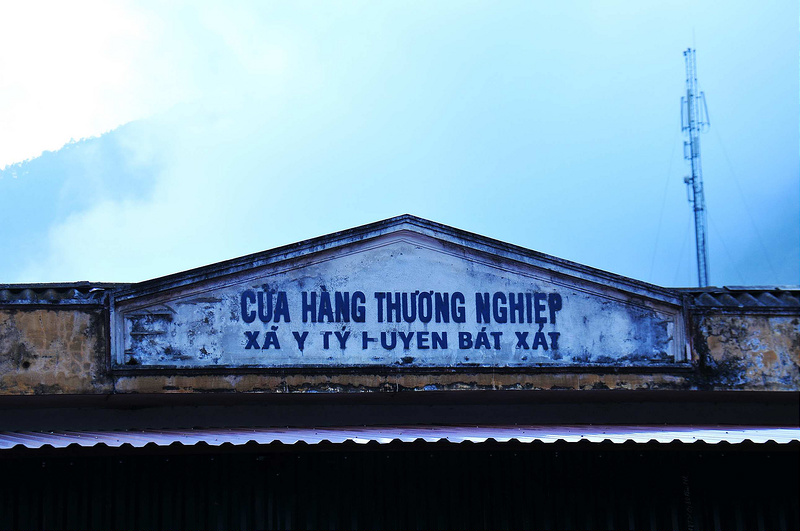 CỬA HÀNG THƯƠNG NGHIỆP
XÃ Y TÝ HUYEN BÁT XÁT